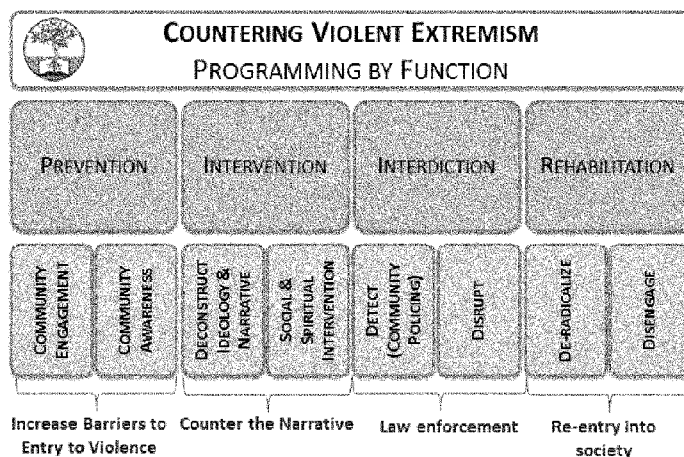 COUNTERING VIOLENT EXTREMISM
PROGRAMMING BY FUNCTION
PREVENTION
INTERVENTION
INTERDICTION
REHABILITATION
COMMUNITY
ENGAGEMENT
COMMUNITY
AWARENESS
DECONSTRUCT
IDEOLOGY &
NARRATIVE
SOCIAL &
SPIRITUAL
INTERVENTION
DETECT
(COMMUNITY
POLICING)
DISRUPT
DE-RADICALIZE
DISENGAGE
Increase Barriers to
Entry to Violence
Counter the Narrative
Law enforcement
Re-entry into
society